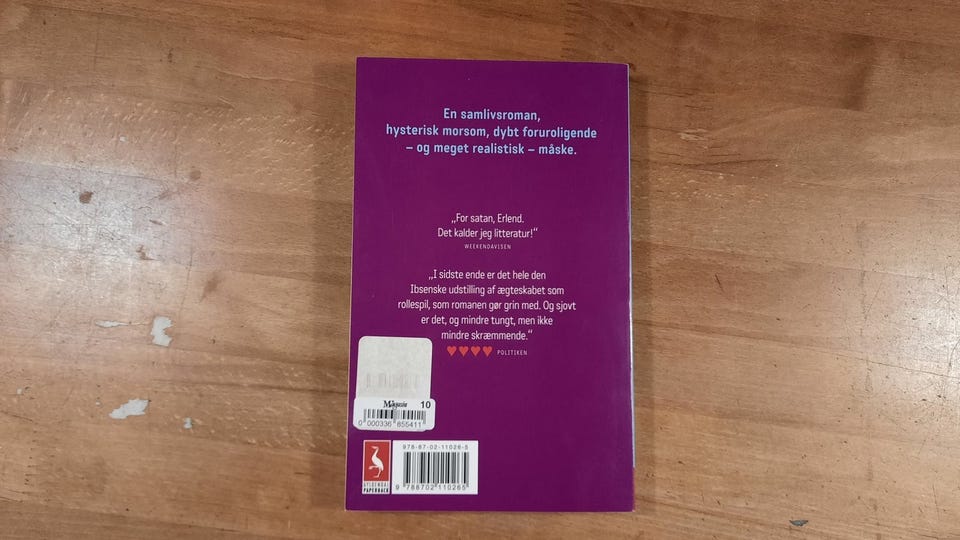 En samlivsroman,
hysterisk morsom, dybt foruroligende
– og meget realistisk – måske.
„For satan, Erlend.
Det kalder jeg litteratur!“
WEEKENDAVISEN
„I sidste ende er det hele den
Ibsenske udstilling af ægteskabet som
rollespil, som romanen gør grin med. Og sjovt
er det, og mindre tungt, men ikke
mindre skræmmende.“
♥♥♥♥ POLITIKEN
Magasin 10
0 000336 855411
978-87-02-11026-5
9 788702 110265
GYLDENDAL
PAPERBACK